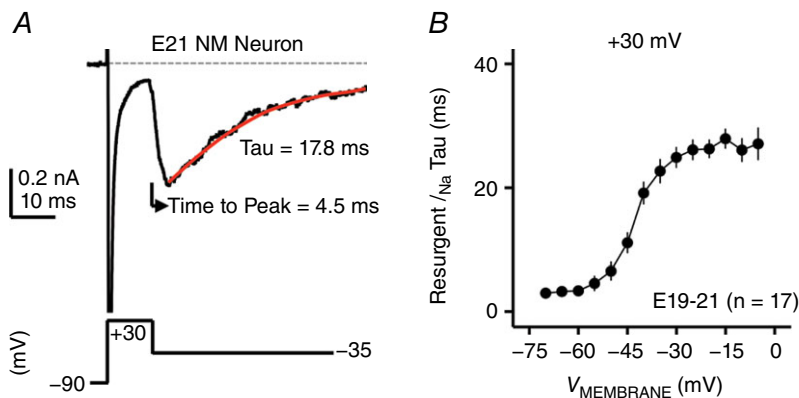 A
E21 NM Neuron
Tau = 17.8 ms
0.2 nA
10 ms
Time to Peak = 4.5 ms
(mV)
+30
−35
−90
B
+30 mV
Resurgent INa Tau (ms)
40
20
0
E19-21 (n = 17)
−75 −60 −45 −30 −15 0
VMEMBRANE (mV)